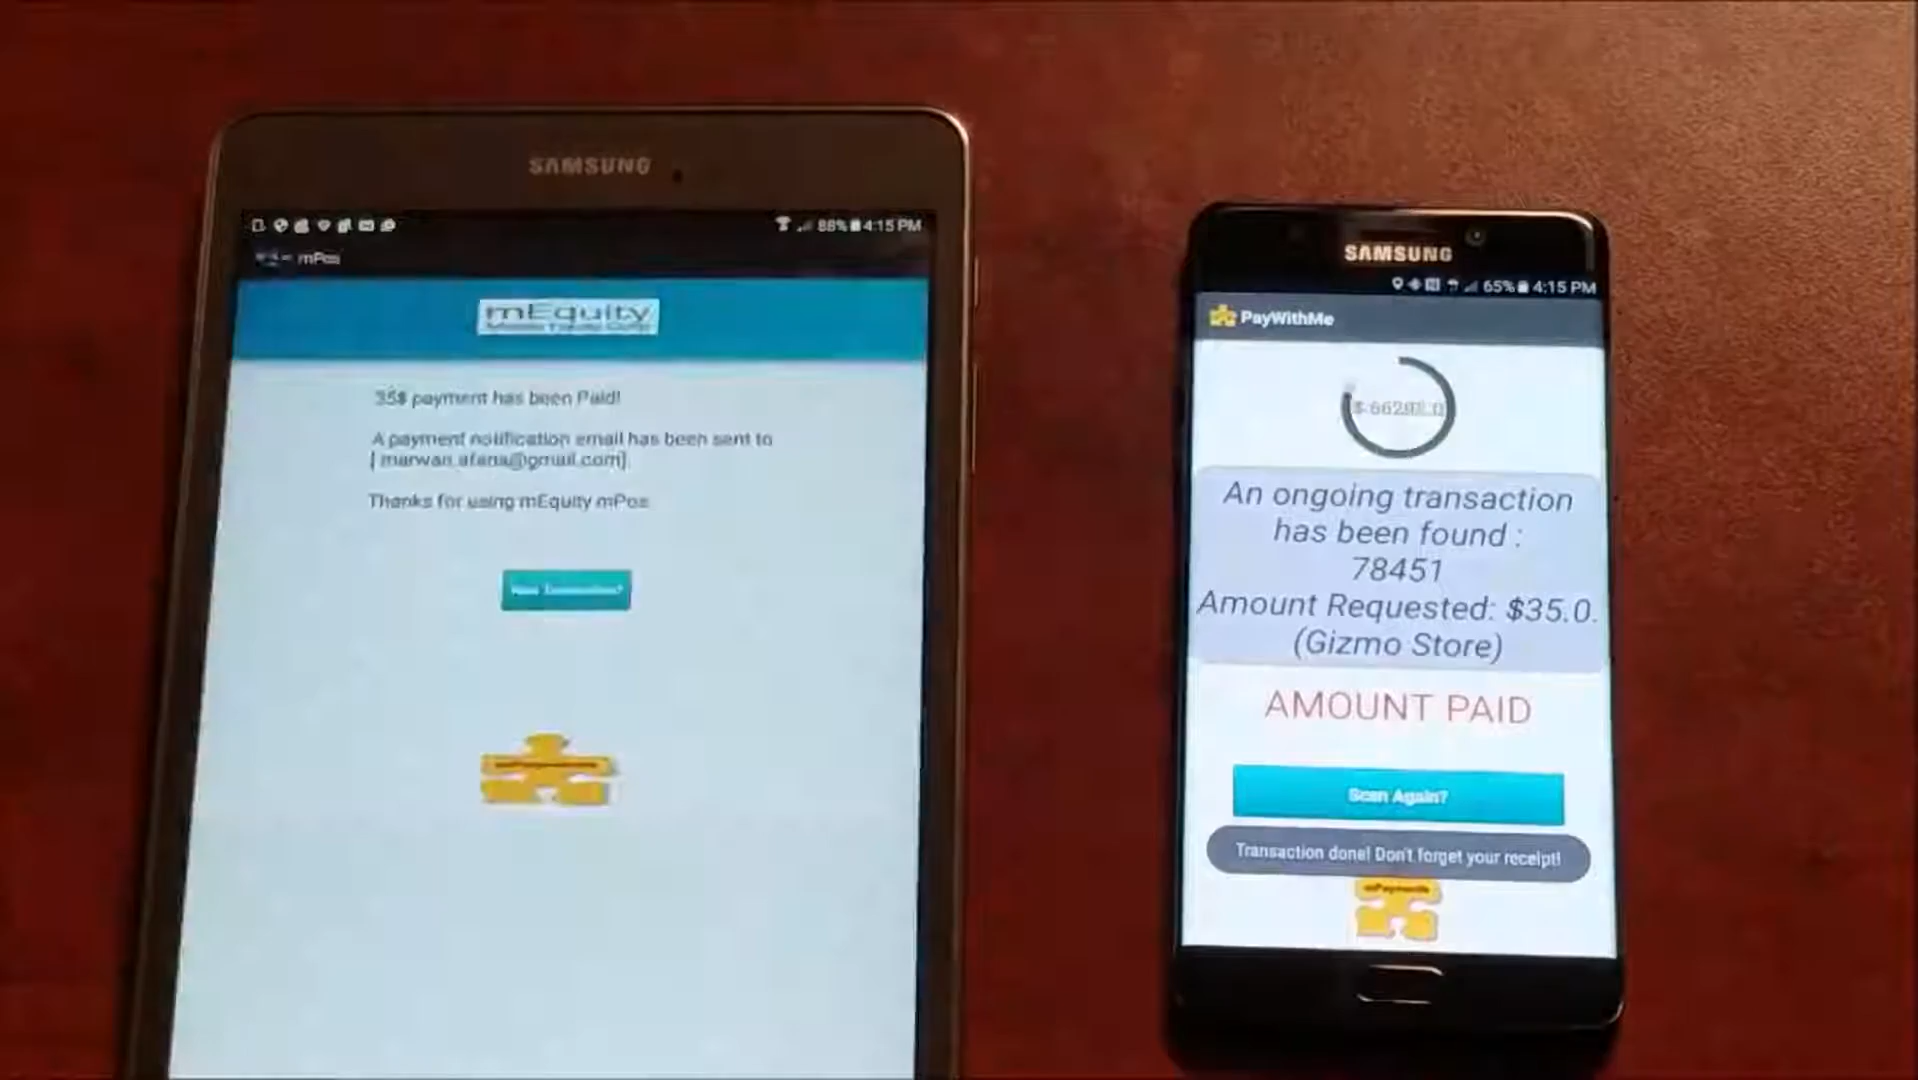 SAMSUNG
88% 4:15 PM
mPos
mEquity
35$ payment has been Paid!
A payment notification email has been sent to
[ marwan.afana@gmail.com].
Thanks for using mEquity mPos
New Transaction?
SAMSUNG
65% 4:15 PM
PayWithMe
An ongoing transaction
has been found :
78451
Amount Requested: $35.0.
(Gizmo Store)
AMOUNT PAID
Scan Again?
Transaction done! Don't forget your receipt!
mPayments